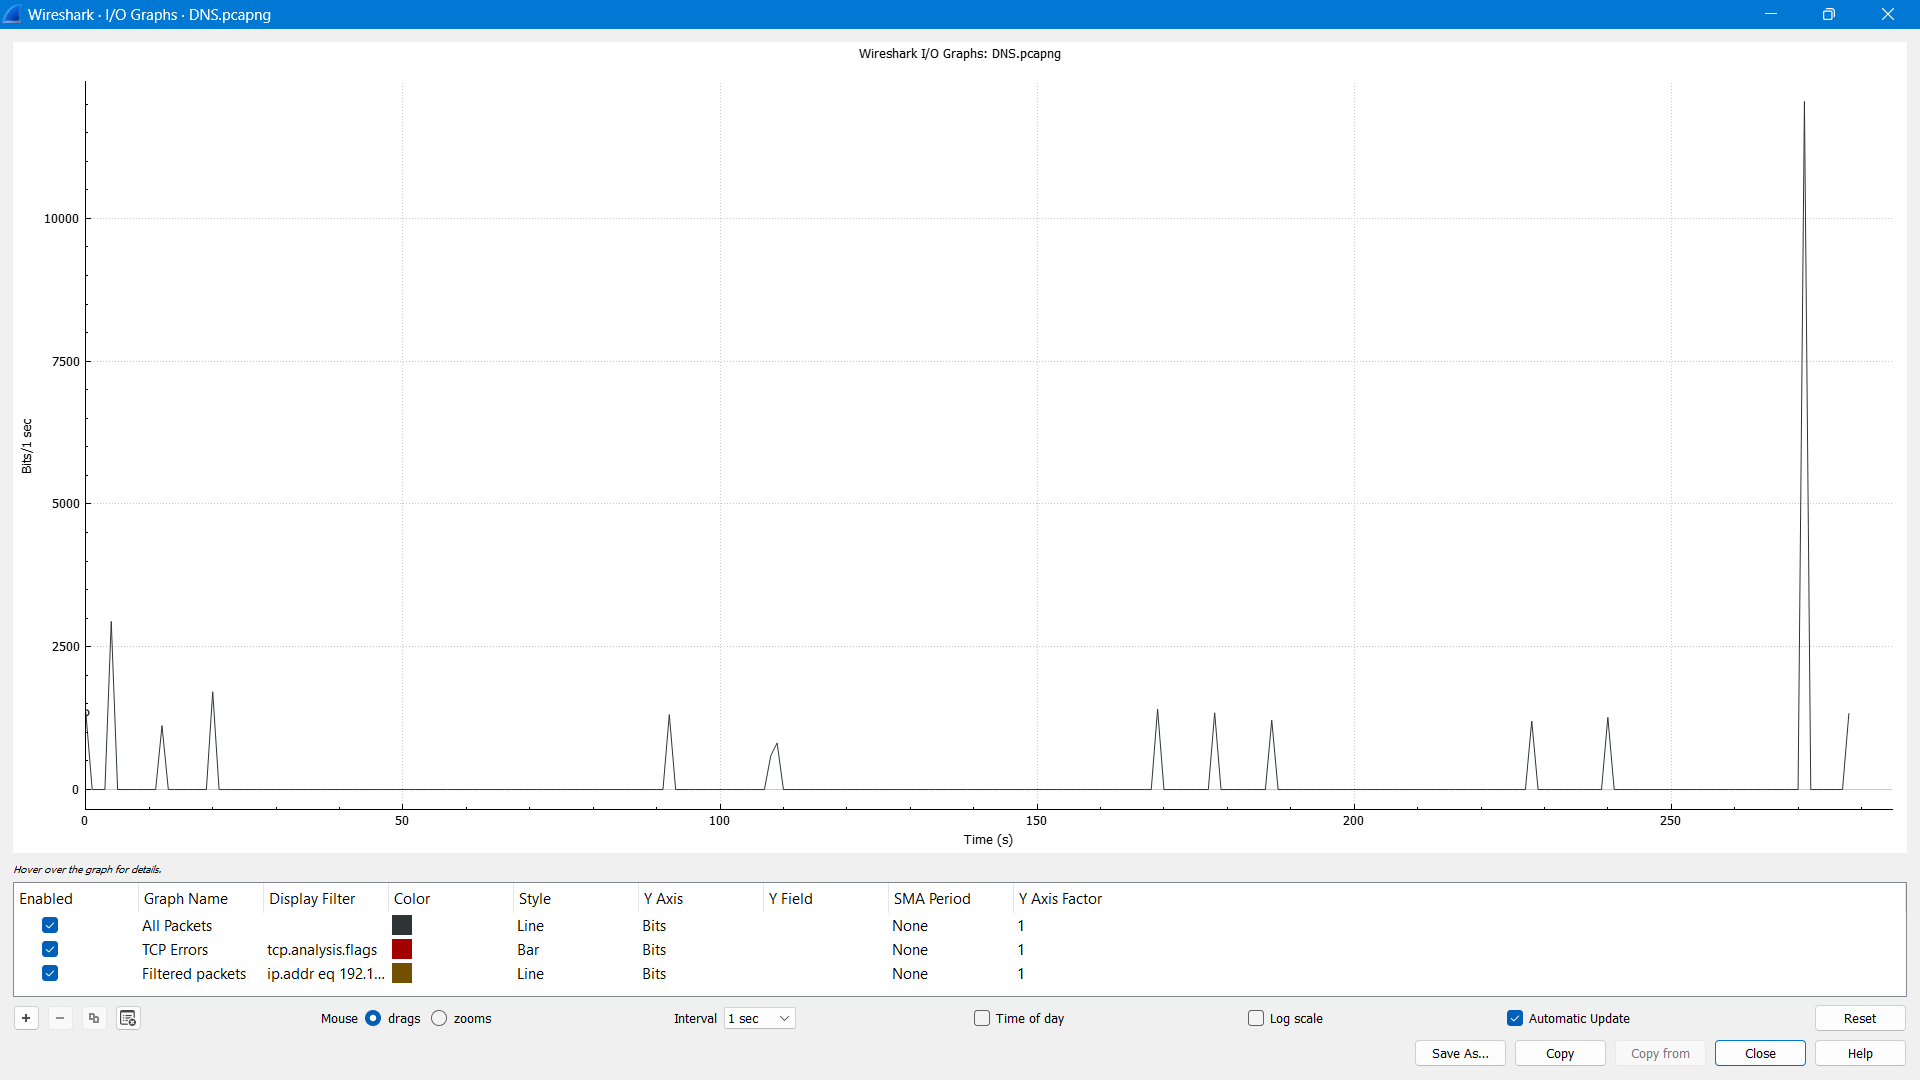 Wireshark · I/O Graphs · DNS.pcapng
Wireshark I/O Graphs: DNS.pcapng
Bits/1 sec
10000
7500
5000
2500
0
0 50 100 150 200 250
Time (s)
Hover over the graph for details.
Enabled Graph Name Display Filter Color Style Y Axis Y Field SMA Period Y Axis Factor
All Packets Line Bits None 1
TCP Errors tcp.analysis.flags Bar Bits None 1
Filtered packets ip.addr eq 192.1... Line Bits None 1
+ − Mouse drags zooms Interval 1 sec Time of day Log scale Automatic Update Reset
Save As... Copy Copy from Close Help